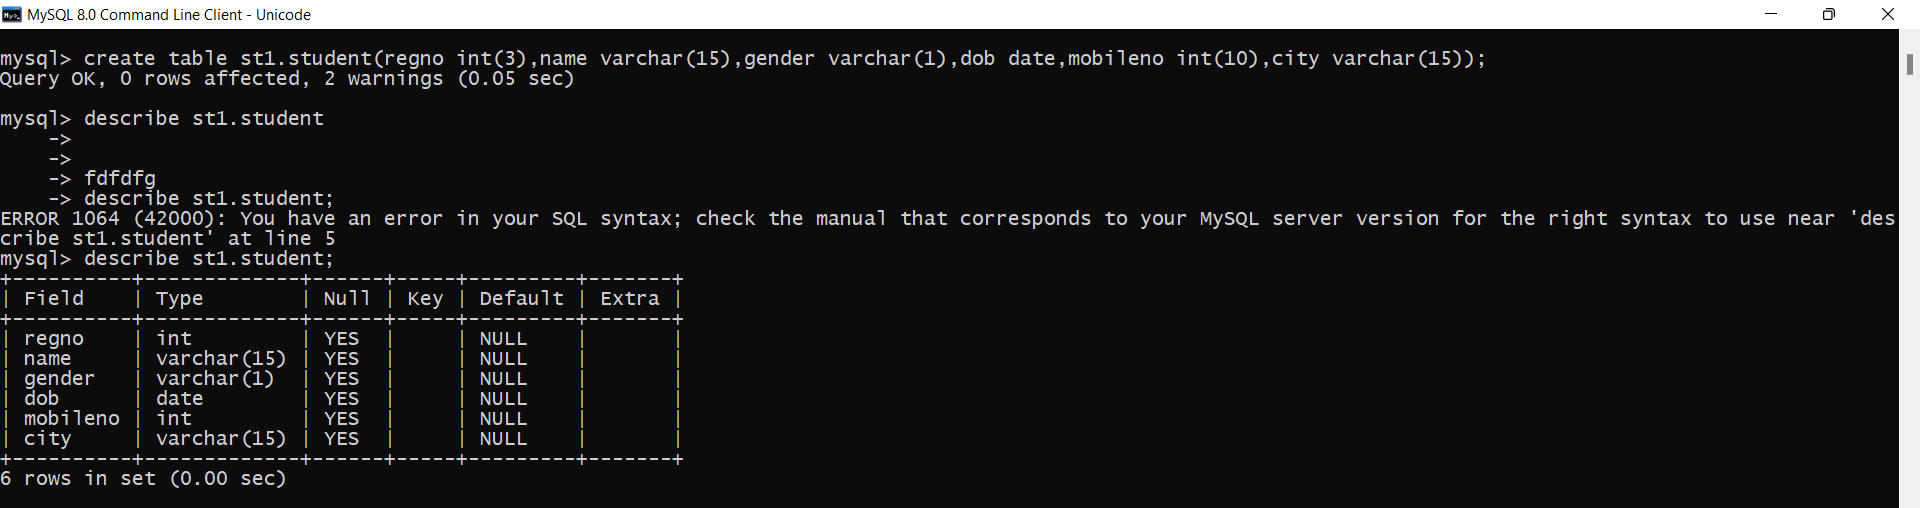 MySQL 8.0 Command Line Client - Unicode
mysql> create table st1.student(regno int(3),name varchar(15),gender varchar(1),dob date,mobileno int(10),city varchar(15));
Query OK, 0 rows affected, 2 warnings (0.05 sec)
mysql> describe st1.student
    ->
    ->
    -> fdfdfg
    -> describe st1.student;
ERROR 1064 (42000): You have an error in your SQL syntax; check the manual that corresponds to your MySQL server version for the right syntax to use near 'des
cribe st1.student' at line 5
mysql> describe st1.student;
+----------+-------------+------+-----+---------+-------+
| Field    | Type        | Null | Key | Default | Extra |
+----------+-------------+------+-----+---------+-------+
| regno    | int         | YES  |     | NULL    |       |
| name     | varchar(15) | YES  |     | NULL    |       |
| gender   | varchar(1)  | YES  |     | NULL    |       |
| dob      | date        | YES  |     | NULL    |       |
| mobileno | int         | YES  |     | NULL    |       |
| city     | varchar(15) | YES  |     | NULL    |       |
+----------+-------------+------+-----+---------+-------+
6 rows in set (0.00 sec)